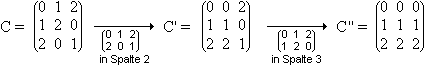 C = (0 1 2 / 1 2 0 / 2 0 1) → C' = (0 0 2 / 1 1 0 / 2 2 1) → C'' = (0 0 0 / 1 1 1 / 2 2 2)
(0 1 2 / 2 0 1) (0 1 2 / 1 2 0)
in Spalte 2 in Spalte 3